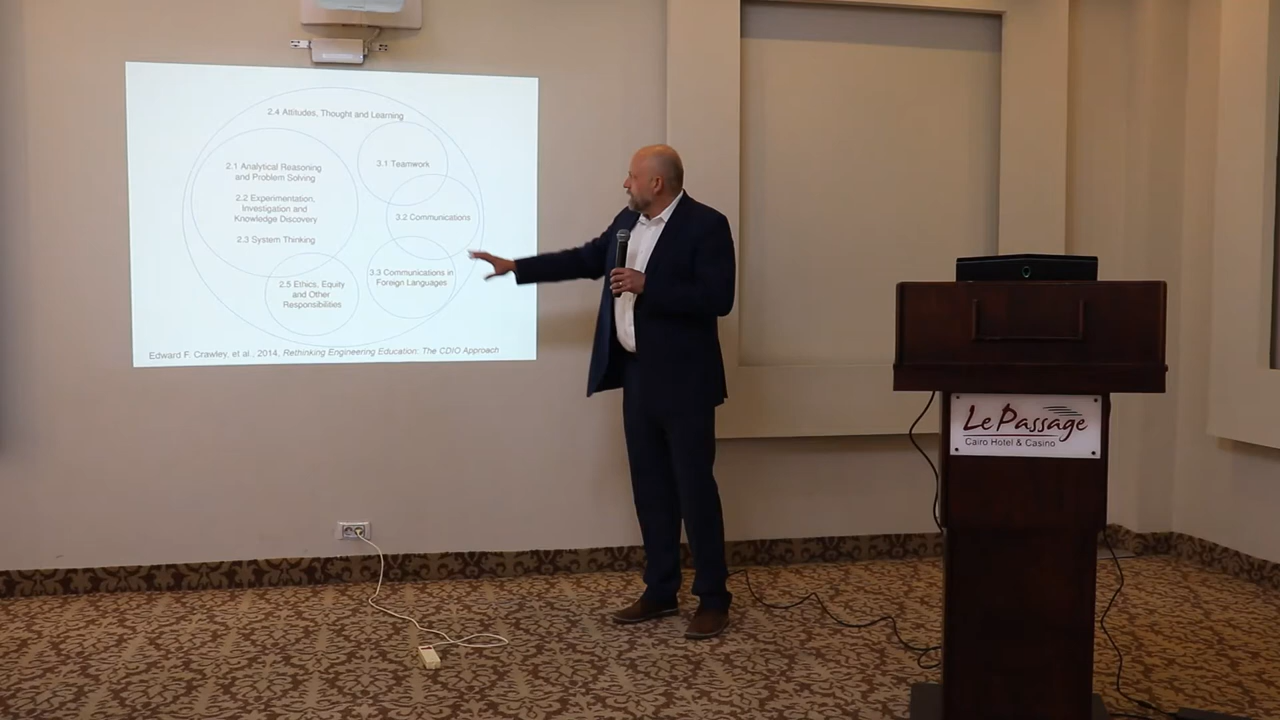 2.4 Attitudes, Thought and Learning
2.1 Analytical Reasoning
and Problem Solving
2.2 Experimentation,
Investigation and
Knowledge Discovery
2.3 System Thinking
2.5 Ethics, Equity
and Other
Responsibilities
3.1 Teamwork
3.2 Communications
3.3 Communications in
Foreign Languages
Edward F. Crawley, et al., 2014, Rethinking Engineering Education: The CDIO Approach
Le Passage
Cairo Hotel & Casino